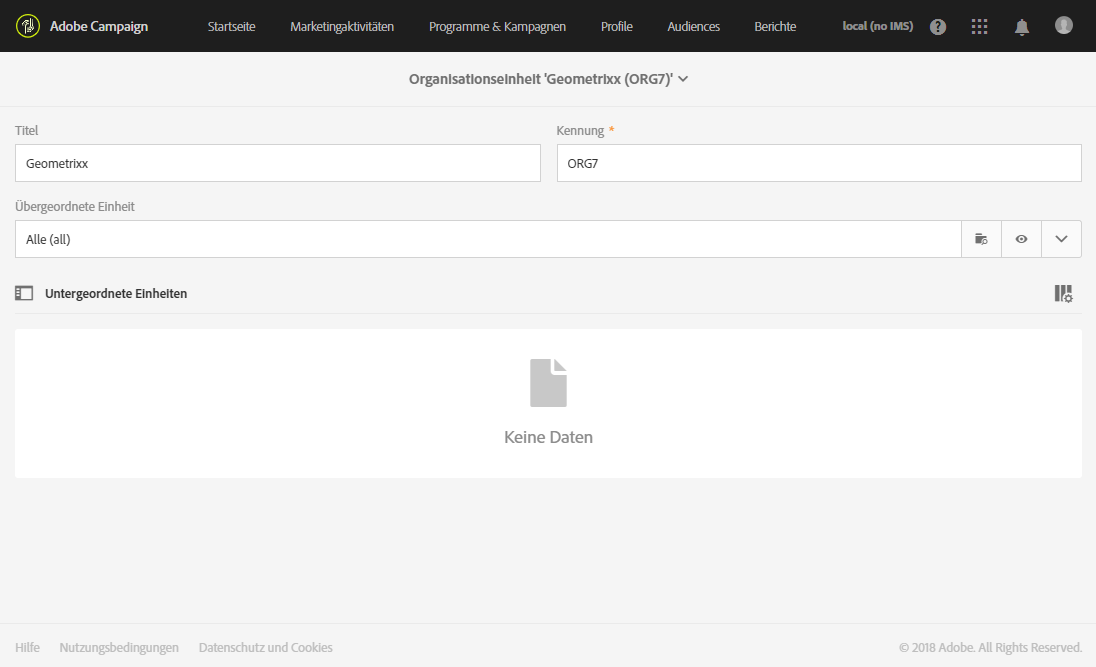 Adobe Campaign Startseite Marketingaktivitäten Programme & Kampagnen Profile Audiences Berichte local (no IMS) ?
Organisationseinheit 'Geometrixx (ORG7)'
Titel Kennung *
Geometrixx ORG7
Übergeordnete Einheit
Alle (all)
Untergeordnete Einheiten
Keine Daten
Hilfe Nutzungsbedingungen Datenschutz und Cookies © 2018 Adobe. All Rights Reserved.